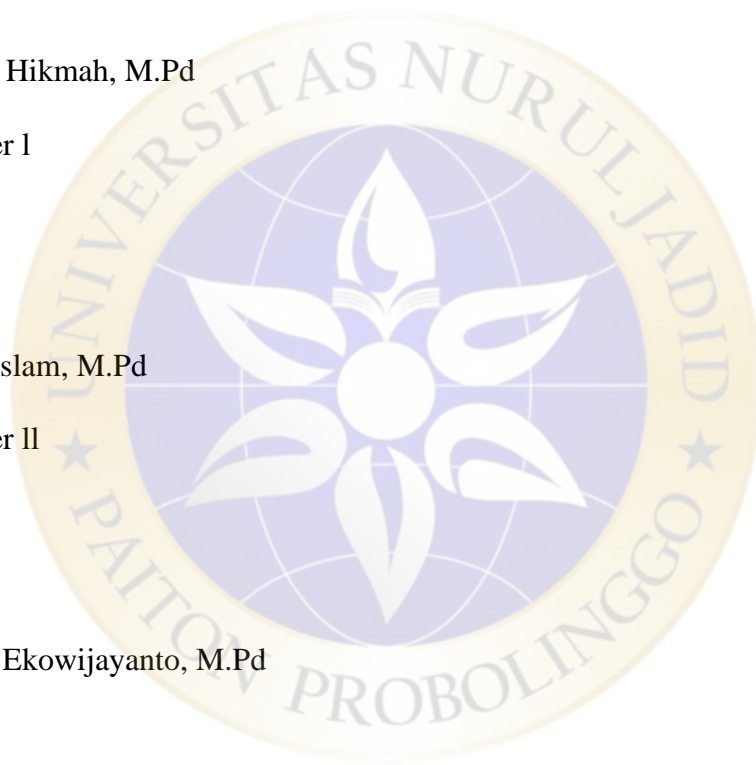 Hikmah, M.Pd
er l
slam, M.Pd
er ll
Ekowijayanto, M.Pd
UNIVERSITAS NURUL JADID
PAITON PROBOLINGGO